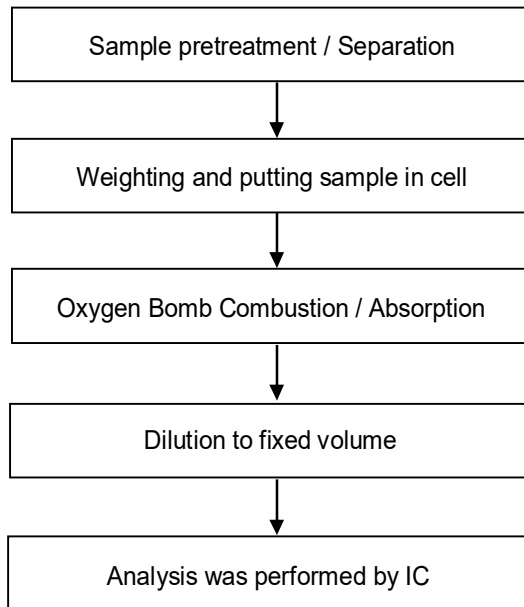 Sample pretreatment / Separation
Weighting and putting sample in cell
Oxygen Bomb Combustion / Absorption
Dilution to fixed volume
Analysis was performed by IC